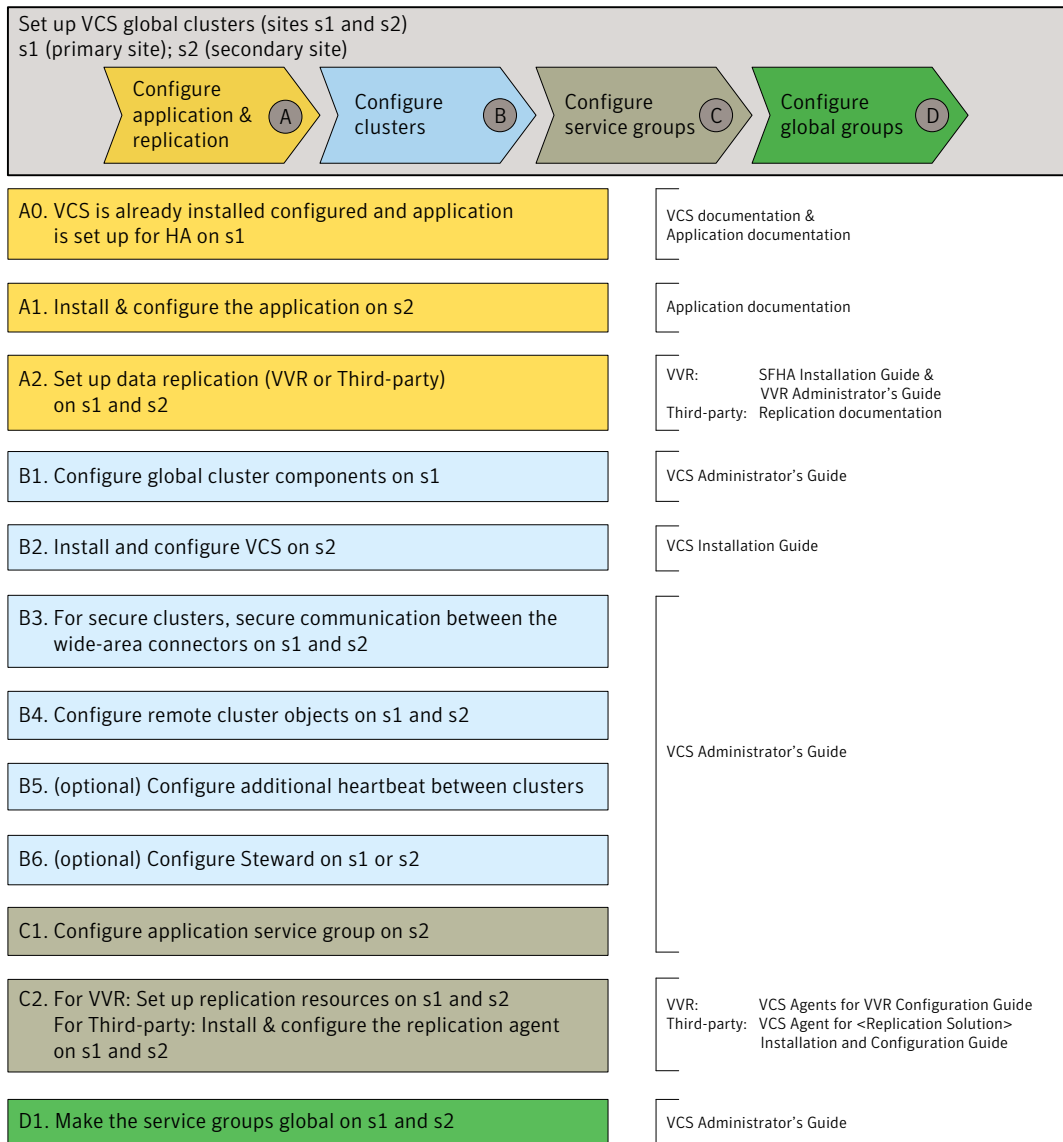 Set up VCS global clusters (sites s1 and s2)
s1 (primary site); s2 (secondary site)
Configure
application &
replication
A
Configure
clusters
B
Configure
service groups
C
Configure
global groups
D
A0. VCS is already installed configured and application
is set up for HA on s1
VCS documentation &
Application documentation
A1. Install & configure the application on s2
Application documentation
A2. Set up data replication (VVR or Third-party)
on s1 and s2
VVR: SFHA Installation Guide &
VVR Administrator's Guide
Third-party: Replication documentation
B1. Configure global cluster components on s1
VCS Administrator's Guide
B2. Install and configure VCS on s2
VCS Installation Guide
B3. For secure clusters, secure communication between the
wide-area connectors on s1 and s2
B4. Configure remote cluster objects on s1 and s2
B5. (optional) Configure additional heartbeat between clusters
B6. (optional) Configure Steward on s1 or s2
C1. Configure application service group on s2
VCS Administrator's Guide
C2. For VVR: Set up replication resources on s1 and s2
For Third-party: Install & configure the replication agent
on s1 and s2
VVR: VCS Agents for VVR Configuration Guide
Third-party: VCS Agent for <Replication Solution>
Installation and Configuration Guide
D1. Make the service groups global on s1 and s2
VCS Administrator's Guide